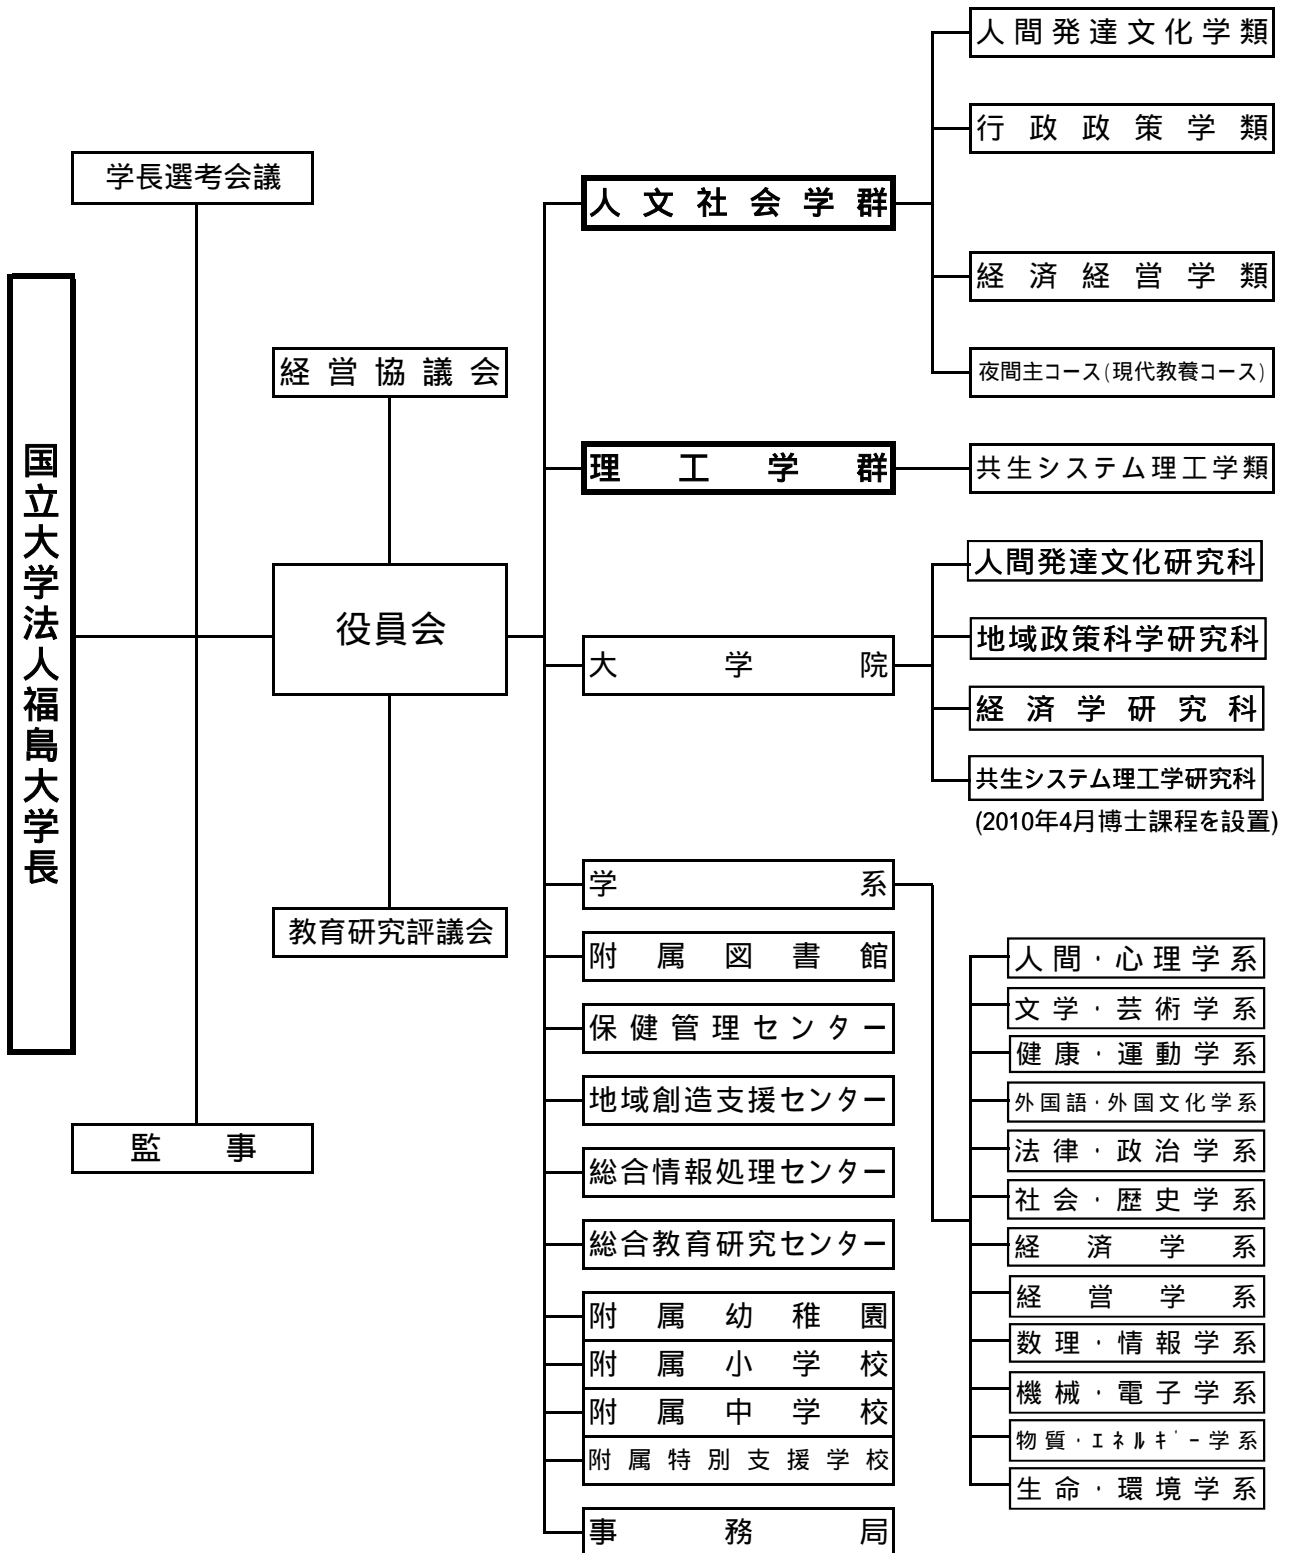 国立大学法人福島大学長
学長選考会議
監事
経営協議会
役員会
教育研究評議会
人文社会学群
人間発達文化学類
行政政策学類
経済経営学類
夜間主コース(現代教養コース)
理工学群
共生システム理工学類
大学院
人間発達文化研究科
地域政策科学研究科
経済学研究科
共生システム理工学研究科
(2010年4月博士課程を設置)
学系
人間・心理学系
文学・芸術学系
健康・運動学系
外国語・外国文化学系
法律・政治学系
社会・歴史学系
経済学系
経営学系
数理・情報学系
機械・電子学系
物質・エネルギー学系
生命・環境学系
附属図書館
保健管理センター
地域創造支援センター
総合情報処理センター
総合教育研究センター
附属幼稚園
附属小学校
附属中学校
附属特別支援学校
事務局